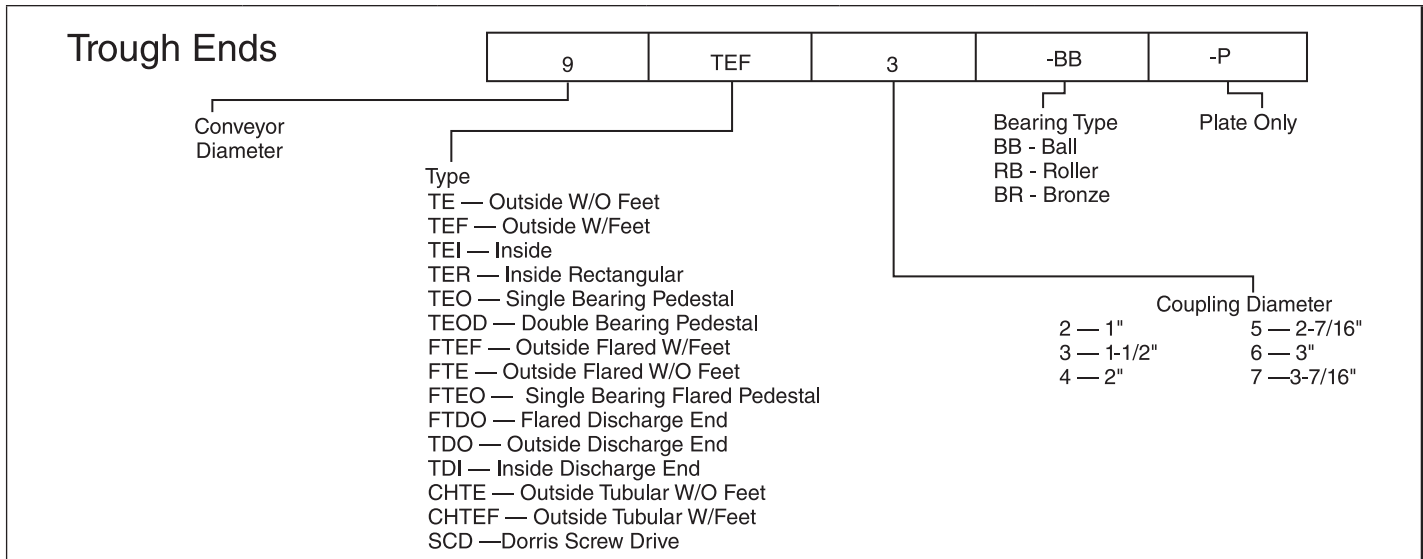 Trough Ends
9 TEF 3 -BB -P
Conveyor
Diameter
Type
TE — Outside W/O Feet
TEF — Outside W/Feet
TEI — Inside
TER — Inside Rectangular
TEO — Single Bearing Pedestal
TEOD — Double Bearing Pedestal
FTEF — Outside Flared W/Feet
FTE — Outside Flared W/O Feet
FTEO — Single Bearing Flared Pedestal
FTDO — Flared Discharge End
TDO — Outside Discharge End
TDI — Inside Discharge End
CHTE — Outside Tubular W/O Feet
CHTEF — Outside Tubular W/Feet
SCD —Dorris Screw Drive
Bearing Type
BB - Ball
RB - Roller
BR - Bronze
Plate Only
Coupling Diameter
2 — 1" 5 — 2-7/16"
3 — 1-1/2" 6 — 3"
4 — 2" 7 —3-7/16"